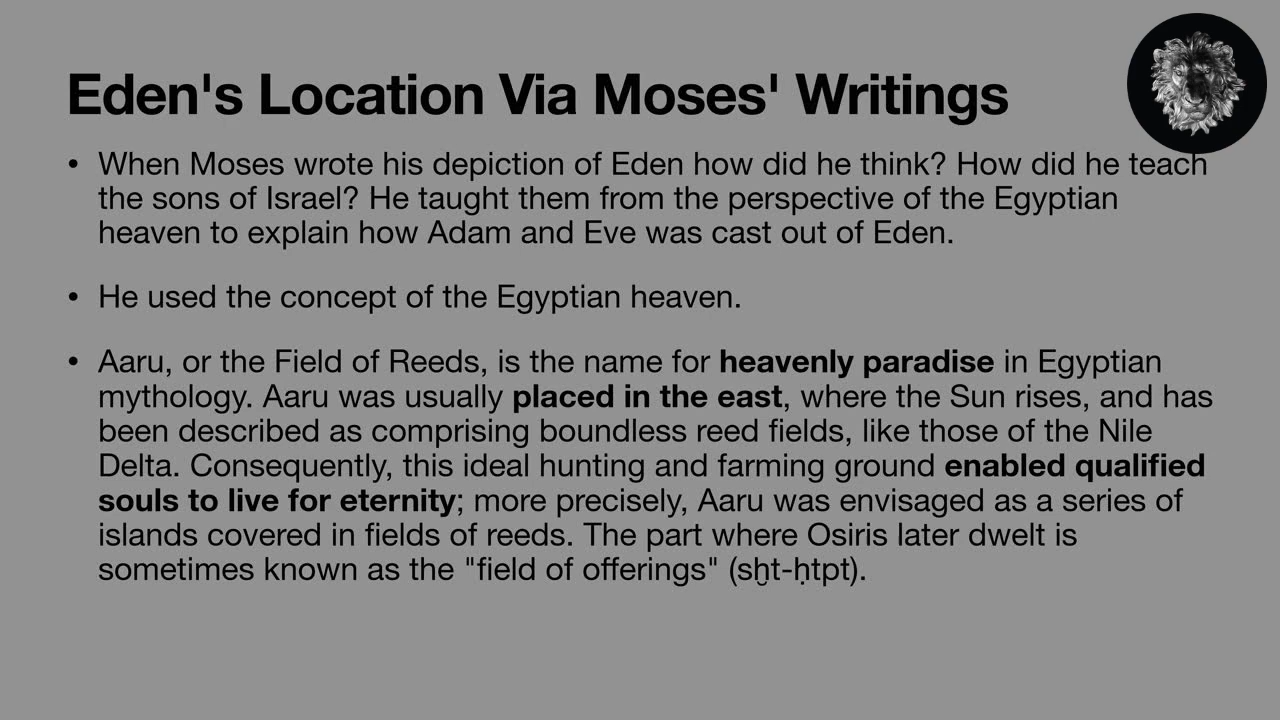 Eden's Location Via Moses' Writings
• When Moses wrote his depiction of Eden how did he think? How did he teach
the sons of Israel? He taught them from the perspective of the Egyptian
heaven to explain how Adam and Eve was cast out of Eden.
• He used the concept of the Egyptian heaven.
• Aaru, or the Field of Reeds, is the name for heavenly paradise in Egyptian
mythology. Aaru was usually placed in the east, where the Sun rises, and has
been described as comprising boundless reed fields, like those of the Nile
Delta. Consequently, this ideal hunting and farming ground enabled qualified
souls to live for eternity; more precisely, Aaru was envisaged as a series of
islands covered in fields of reeds. The part where Osiris later dwelt is
sometimes known as the "field of offerings" (sḫt-ḥtpt).